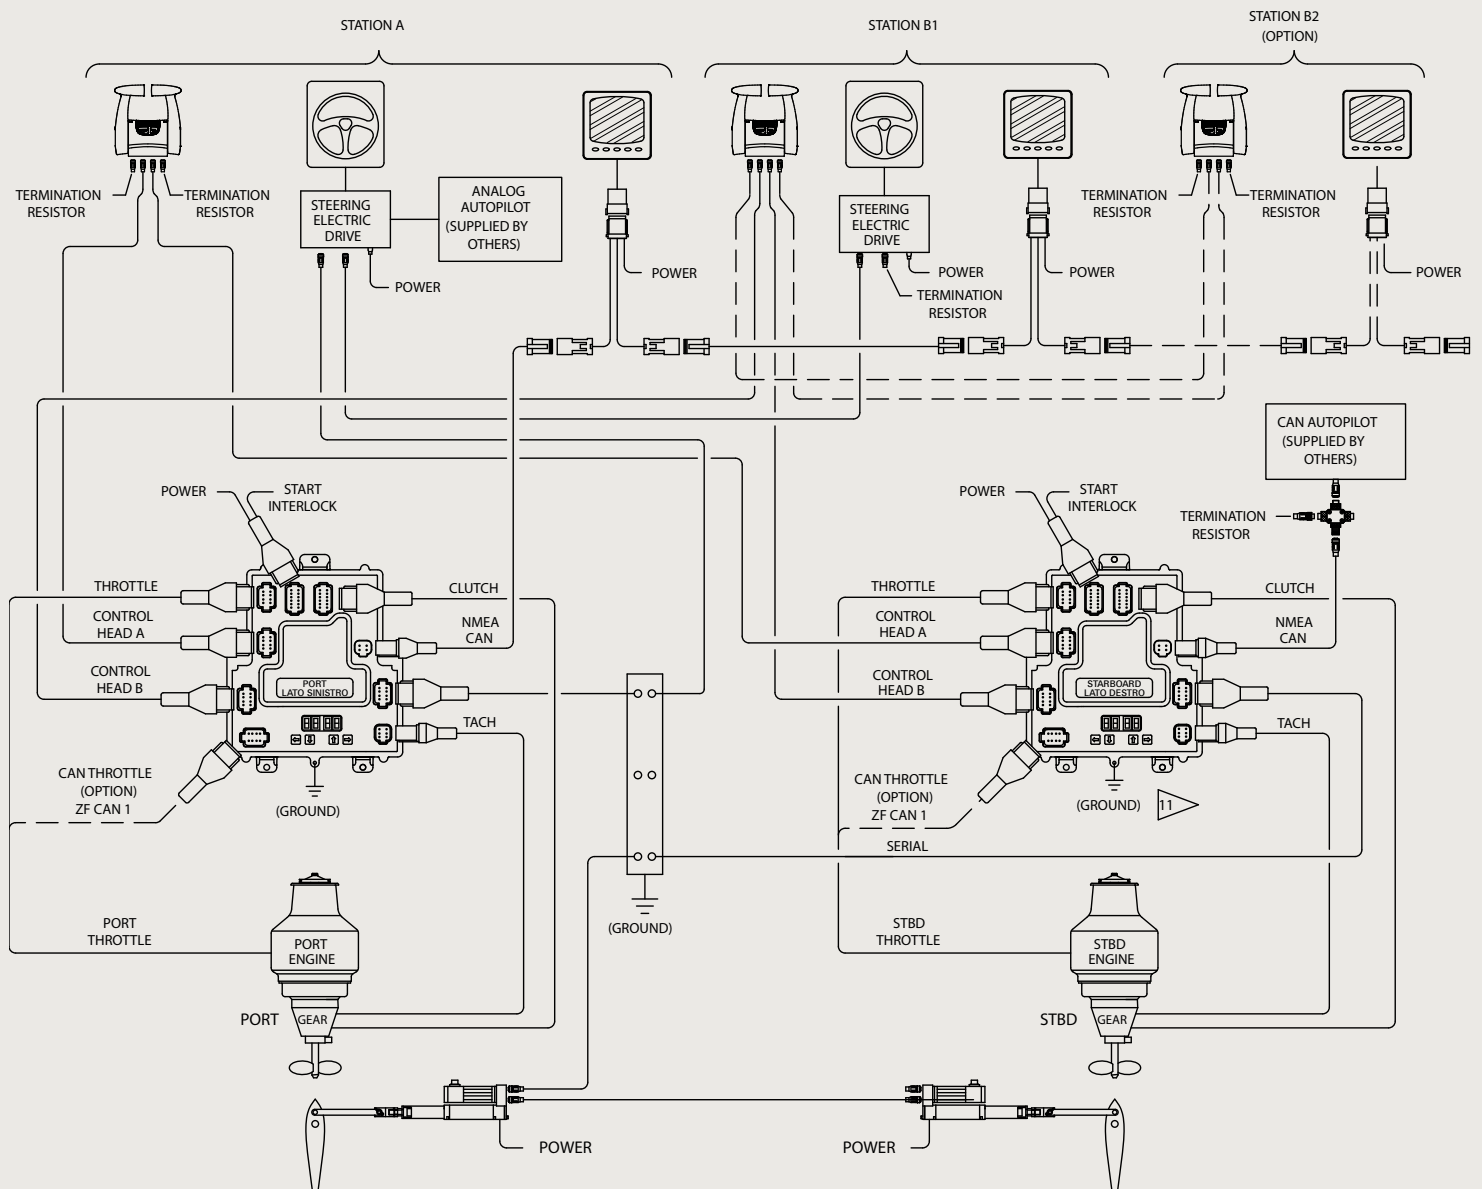 STATION A
STATION B1
STATION B2
(OPTION)
TERMINATION
RESISTOR
TERMINATION
RESISTOR
STEERING
ELECTRIC
DRIVE
ANALOG
AUTOPILOT
(SUPPLIED BY
OTHERS)
POWER
POWER
STEERING
ELECTRIC
DRIVE
POWER
TERMINATION
RESISTOR
POWER
TERMINATION
RESISTOR
TERMINATION
RESISTOR
POWER
CAN AUTOPILOT
(SUPPLIED BY
OTHERS)
TERMINATION
RESISTOR
POWER
START
INTERLOCK
THROTTLE
CONTROL
HEAD A
CONTROL
HEAD B
CLUTCH
NMEA
CAN
PORT
LATO SINISTRO
TACH
CAN THROTTLE
(OPTION)
ZF CAN 1
(GROUND)
POWER
START
INTERLOCK
THROTTLE
CONTROL
HEAD A
CONTROL
HEAD B
CLUTCH
NMEA
CAN
STARBOARD
LATO DESTRO
TACH
CAN THROTTLE
(OPTION)
ZF CAN 1
(GROUND)
11
SERIAL
(GROUND)
PORT
THROTTLE
PORT
ENGINE
PORT
GEAR
STBD
THROTTLE
STBD
ENGINE
STBD
GEAR
POWER
POWER